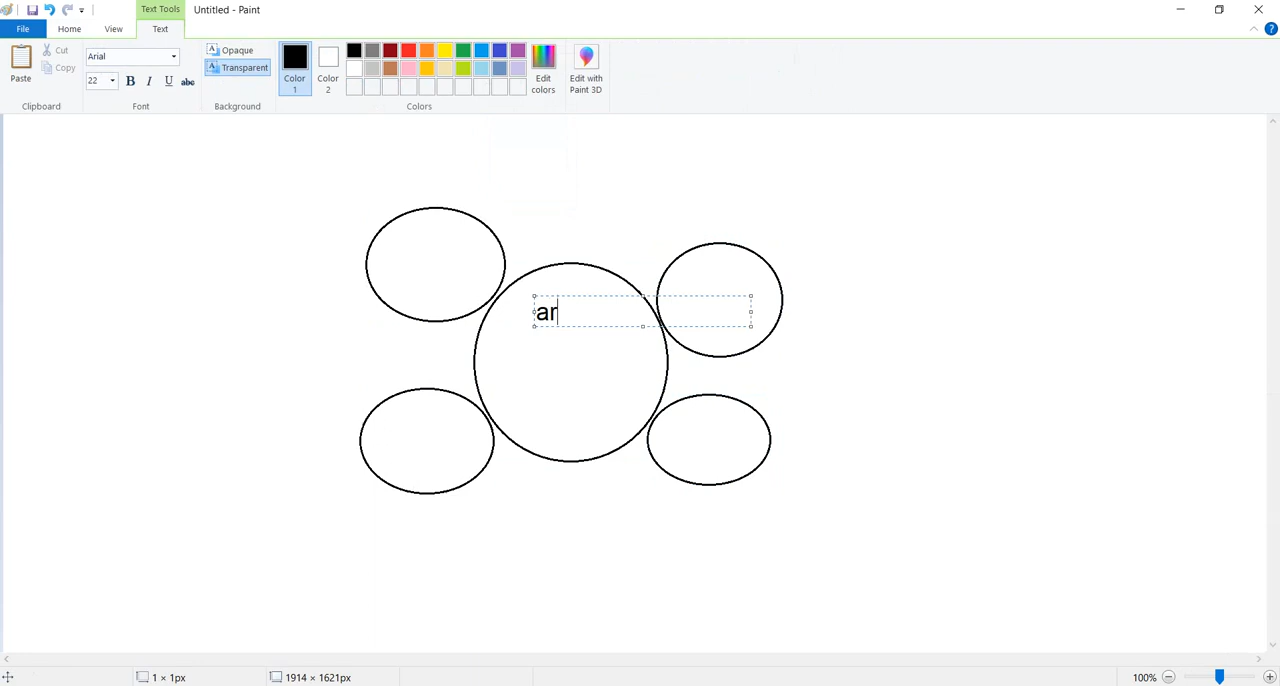 Text Tools
Untitled - Paint
File
Home
View
Text
?
Paste
Cut
Copy
Clipboard
Arial
22
B I U abc
Font
A Opaque
A Transparent
Background
Color 1
Color 2
Edit colors
Colors
Edit with Paint 3D
ar
1 × 1px
1914 × 1621px
100%